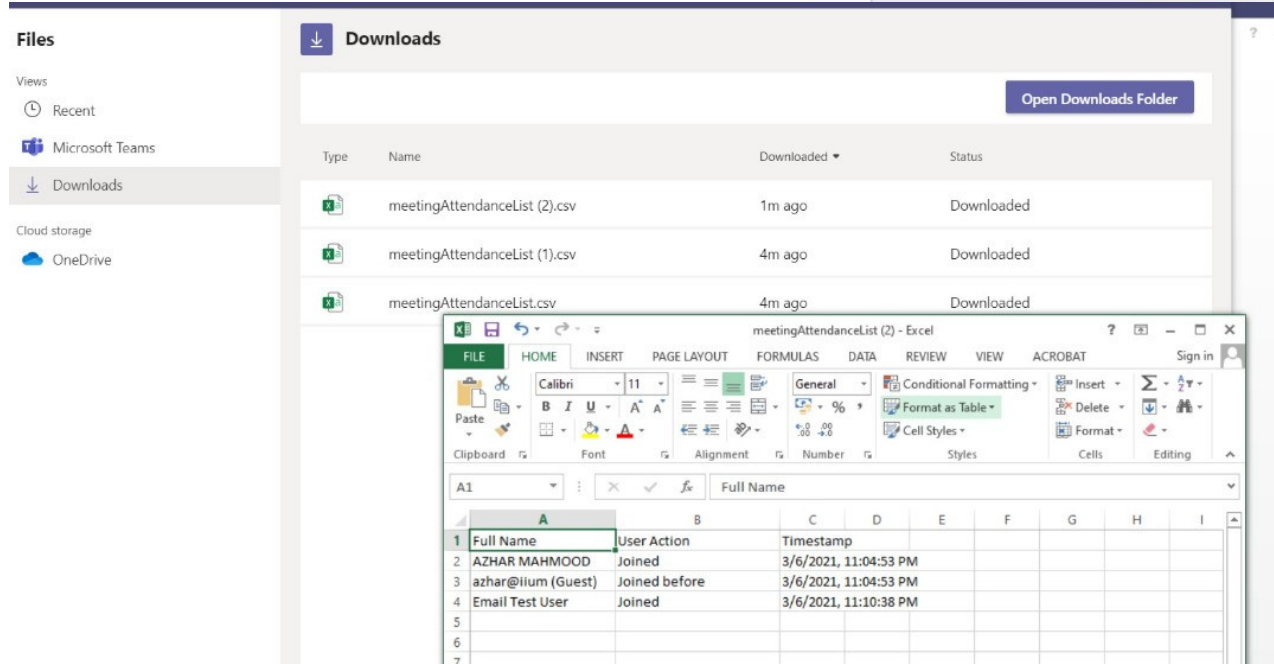 Files
Views
Recent
Microsoft Teams
Downloads
Cloud storage
OneDrive
Downloads
Open Downloads Folder
Type Name Downloaded Status
meetingAttendanceList (2).csv 1m ago Downloaded
meetingAttendanceList (1).csv 4m ago Downloaded
meetingAttendanceList.csv 4m ago Downloaded
?
meetingAttendanceList (2) - Excel ?
FILE HOME INSERT PAGE LAYOUT FORMULAS DATA REVIEW VIEW ACROBAT Sign in
Calibri 11 General Conditional Formatting Insert
Paste B I U A A % , Format as Table Delete
A Cell Styles Format
Clipboard Font Alignment Number Styles Cells Editing
A1 fx Full Name
A B C D E F G H I
1 Full Name User Action Timestamp
2 AZHAR MAHMOOD Joined 3/6/2021, 11:04:53 PM
3 azhar@iium (Guest) Joined before 3/6/2021, 11:04:53 PM
4 Email Test User Joined 3/6/2021, 11:10:38 PM
5
6
7